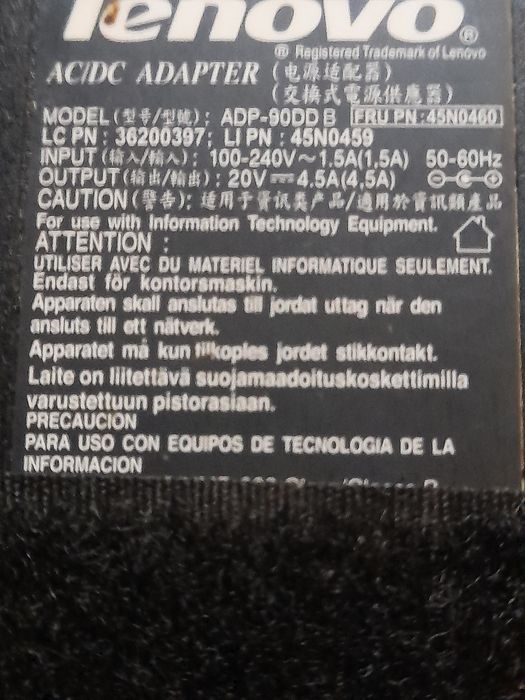 lenovo®
® Registered Trademark of Lenovo
AC/DC ADAPTER (电源适配器)
(交換式電源供應器)
MODEL (型号/型號): ADP-90DD B FRU PN:45N0460
LC PN : 36200397; LI PN : 45N0459
INPUT (输入/輸入): 100-240V~1.5A(1,5A) 50-60Hz
OUTPUT (输出/輸出): 20V⎓4.5A(4,5A)
CAUTION (警告): 适用于资讯类产品/適用於資訊類產品
For use with Information Technology Equipment.
ATTENTION :
UTILISER AVEC DU MATERIEL INFORMATIQUE SEULEMENT.
Endast för kontorsmaskin.
Apparaten skall anslutas till jordat uttag när den
ansluts till ett nätverk.
Apparatet må kun tilkoples jordet stikkontakt.
Laite on liitettävä suojamaadoituskoskettimilla
varustettuun pistorasiaan.
PRECAUCION
PARA USO CON EQUIPOS DE TECNOLOGIA DE LA
INFORMACION